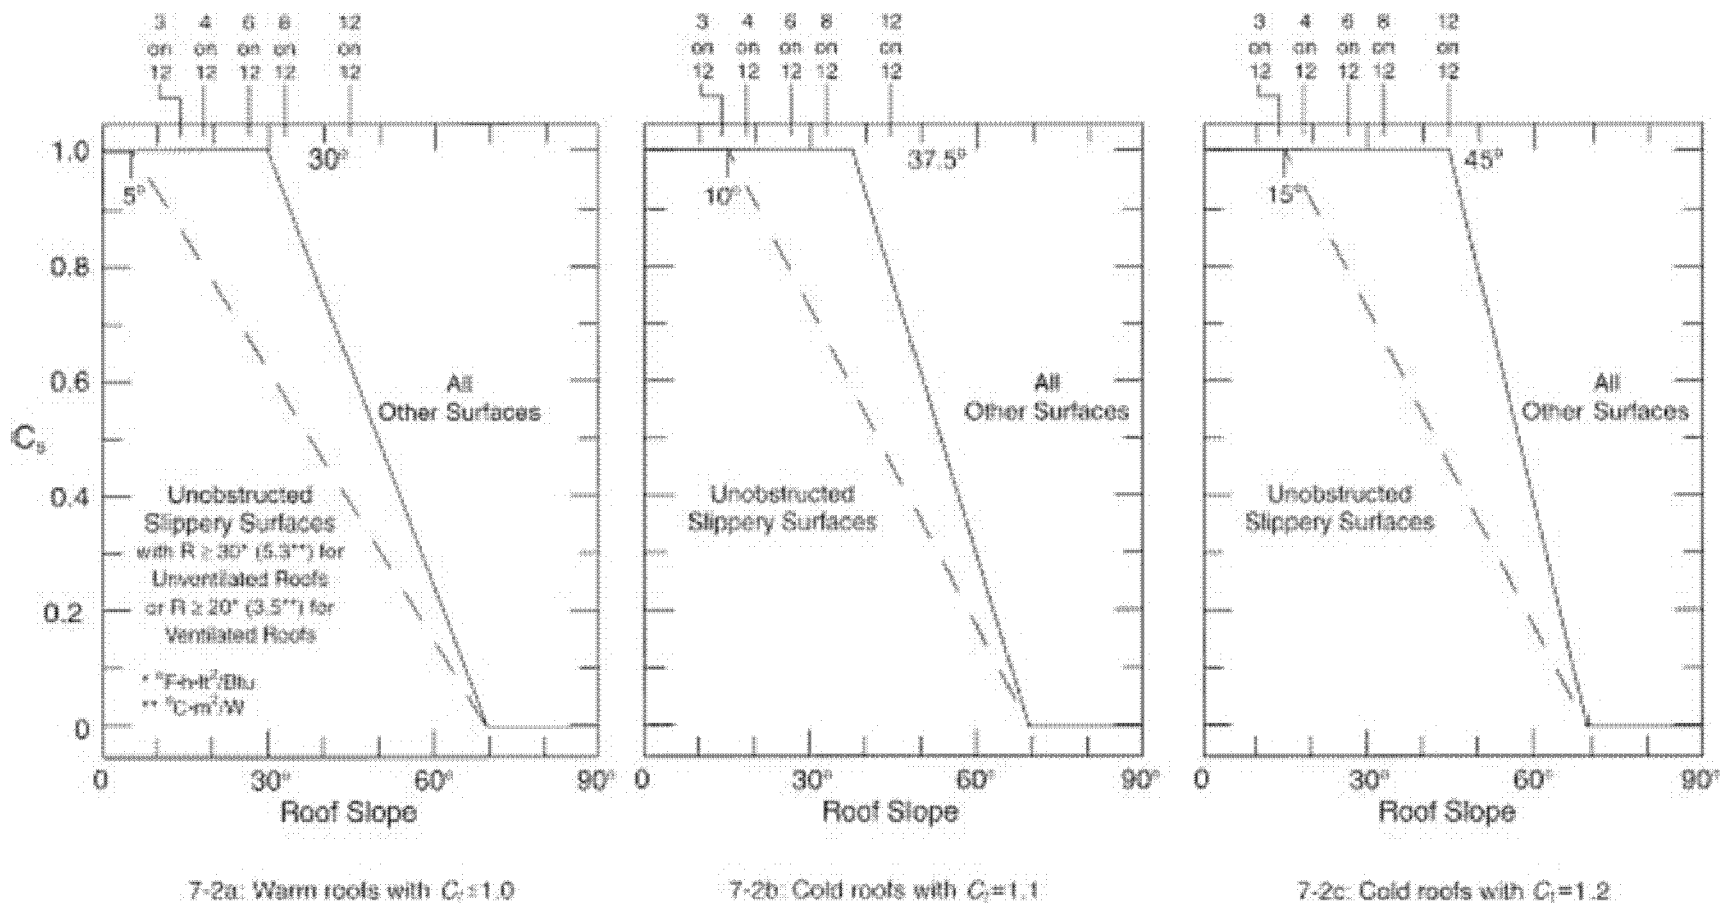 3 4 6 8 12
on on on on on
12 12 12 12 12
3 4 6 8 12
on on on on on
12 12 12 12 12
3 4 6 8 12
on on on on on
12 12 12 12 12
1.0
0.8
0.6
C_s
0.4
0.2
0
5°
30°
All
Other Surfaces
Unobstructed
Slippery Surfaces
with R ≥ 30* (5.3**) for
Unventilated Roofs
or R ≥ 20* (3.5**) for
Ventilated Roofs
* °F·h·ft²/Btu
** °C·m²/W
0 30° 60° 90°
Roof Slope
7-2a: Warm roofs with C_t≤1.0
10°
37.5°
All
Other Surfaces
Unobstructed
Slippery Surfaces
0 30° 60° 90°
Roof Slope
7-2b: Cold roofs with C_t=1.1
15°
45°
All
Other Surfaces
Unobstructed
Slippery Surfaces
0 30° 60° 90°
Roof Slope
7-2c: Cold roofs with C_t=1.2